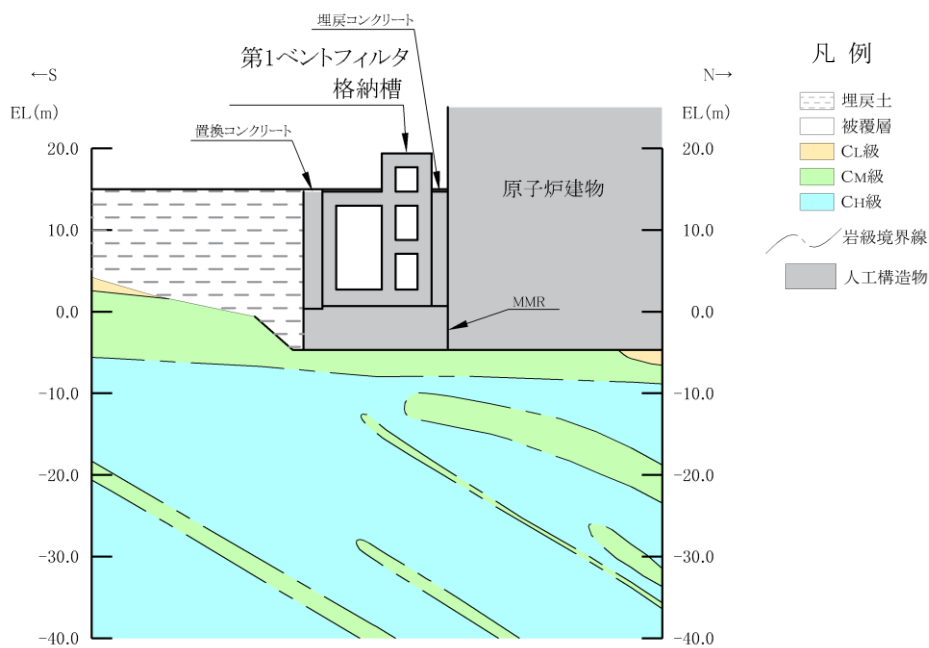 埋戻コンクリート
第1ベントフィルタ
格納槽
置換コンクリート
←S
EL(m)
20.0
10.0
0.0
-10.0
-20.0
-30.0
-40.0
原子炉建物
MMR
N→
EL(m)
20.0
10.0
0.0
-10.0
-20.0
-30.0
-40.0
凡 例
埋戻土
被覆層
CL級
CM級
CH級
岩級境界線
人工構造物